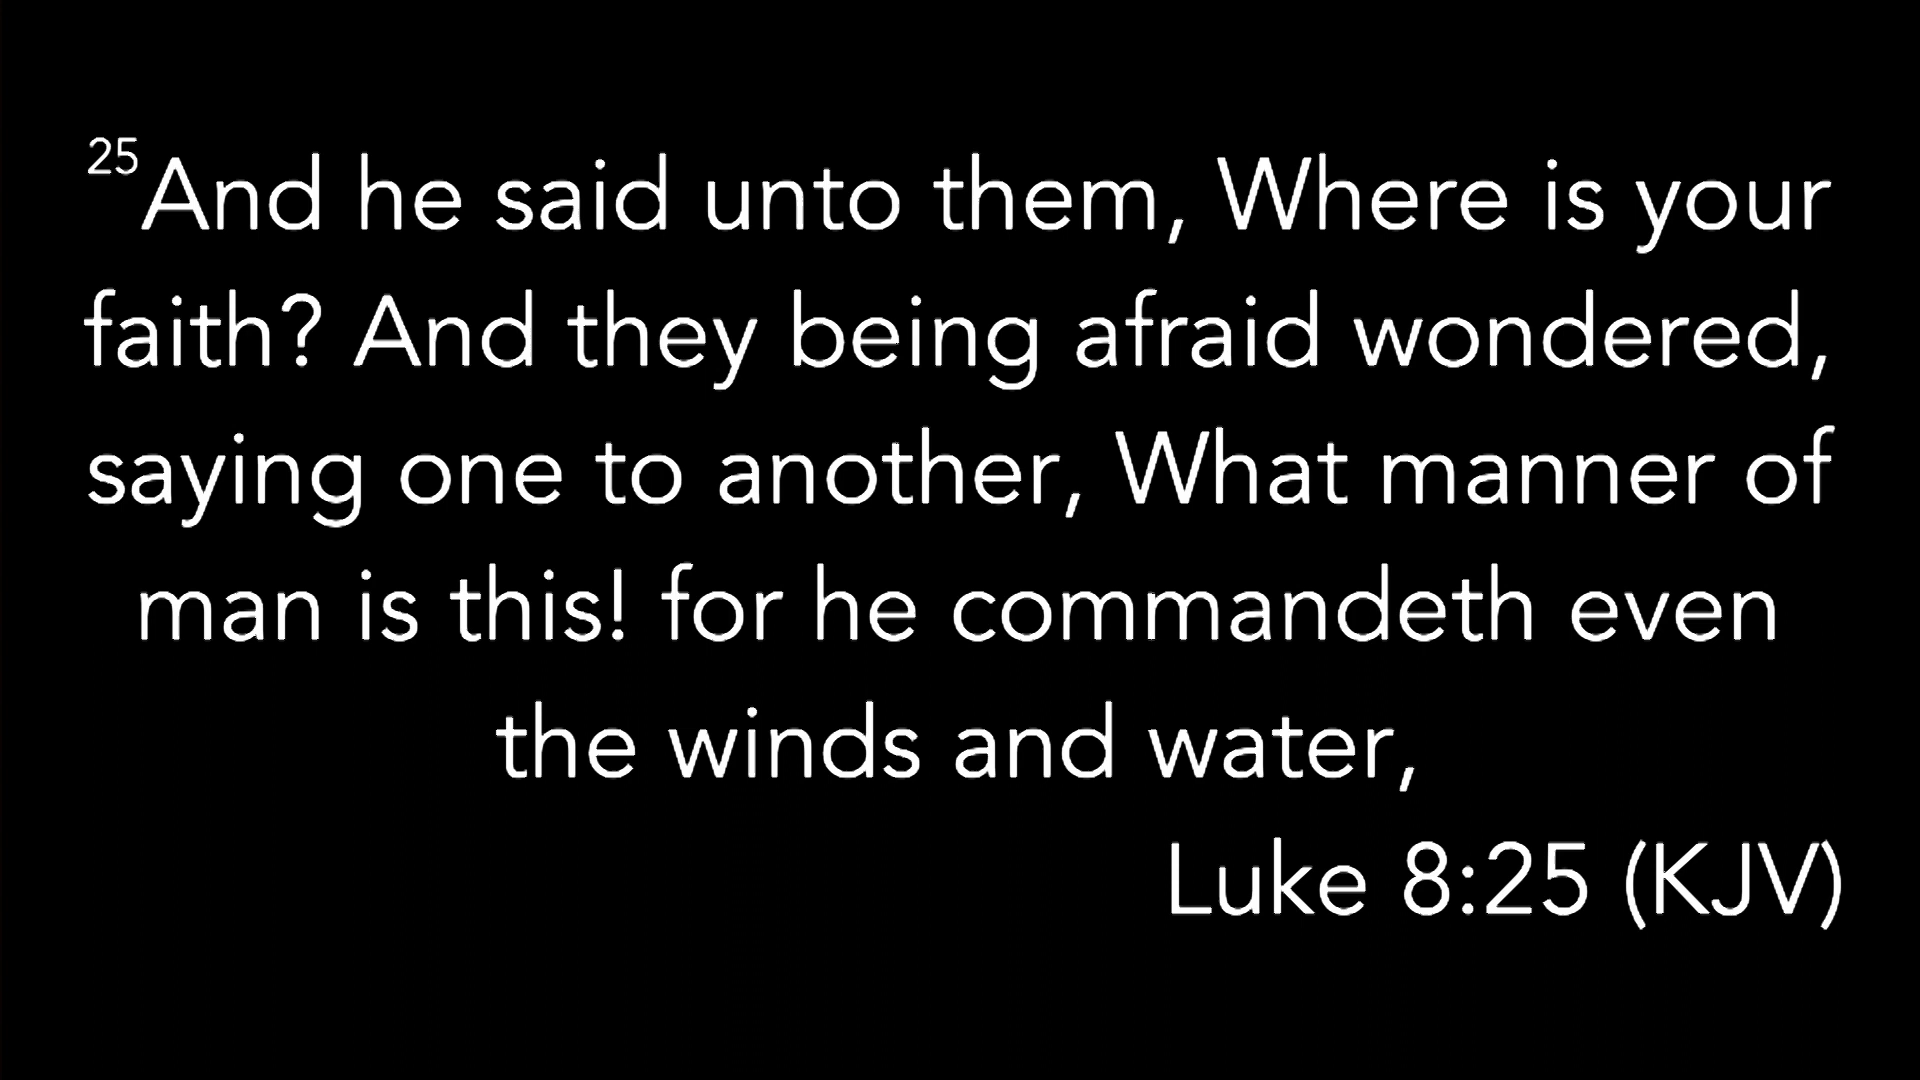 25And he said unto them, Where is your
faith? And they being afraid wondered,
saying one to another, What manner of
man is this! for he commandeth even
the winds and water,
Luke 8:25 (KJV)